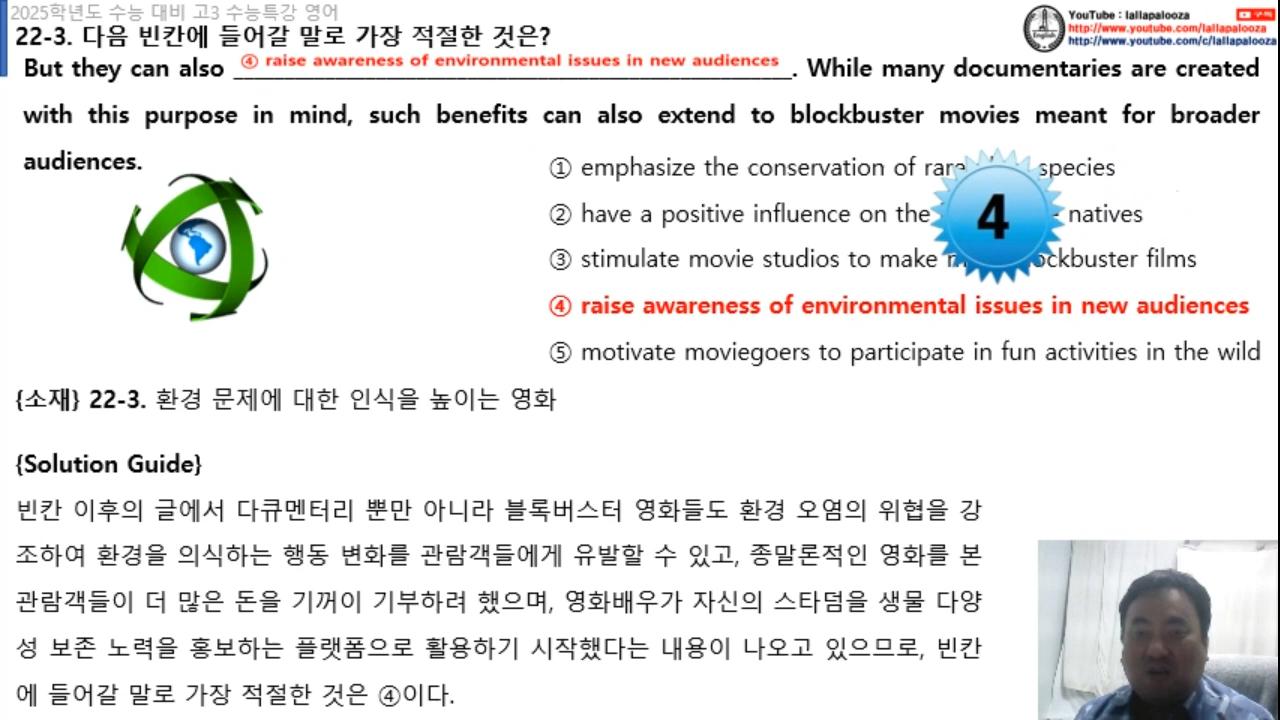 2025학년도 수능 대비 고3 수능특강 영어
YouTube : lallapalooza
구독
22-3. 다음 빈칸에 들어갈 말로 가장 적절한 것은?
http://www.youtube.com/lallapalooza
http://www.youtube.com/c/lallapalooza
English
But they can also ④ raise awareness of environmental issues in new audiences. While many documentaries are created
with this purpose in mind, such benefits can also extend to blockbuster movies meant for broader
audiences.
① emphasize the conservation of rare species
② have a positive influence on the natives
③ stimulate movie studios to make blockbuster films
4
④ raise awareness of environmental issues in new audiences
⑤ motivate moviegoers to participate in fun activities in the wild
{소재} 22-3. 환경 문제에 대한 인식을 높이는 영화
{Solution Guide}
빈칸 이후의 글에서 다큐멘터리 뿐만 아니라 블록버스터 영화들도 환경 오염의 위협을 강
조하여 환경을 의식하는 행동 변화를 관람객들에게 유발할 수 있고, 종말론적인 영화를 본
관람객들이 더 많은 돈을 기꺼이 기부하려 했으며, 영화배우가 자신의 스타덤을 생물 다양
성 보존 노력을 홍보하는 플랫폼으로 활용하기 시작했다는 내용이 나오고 있으므로, 빈칸
에 들어갈 말로 가장 적절한 것은 ④이다.